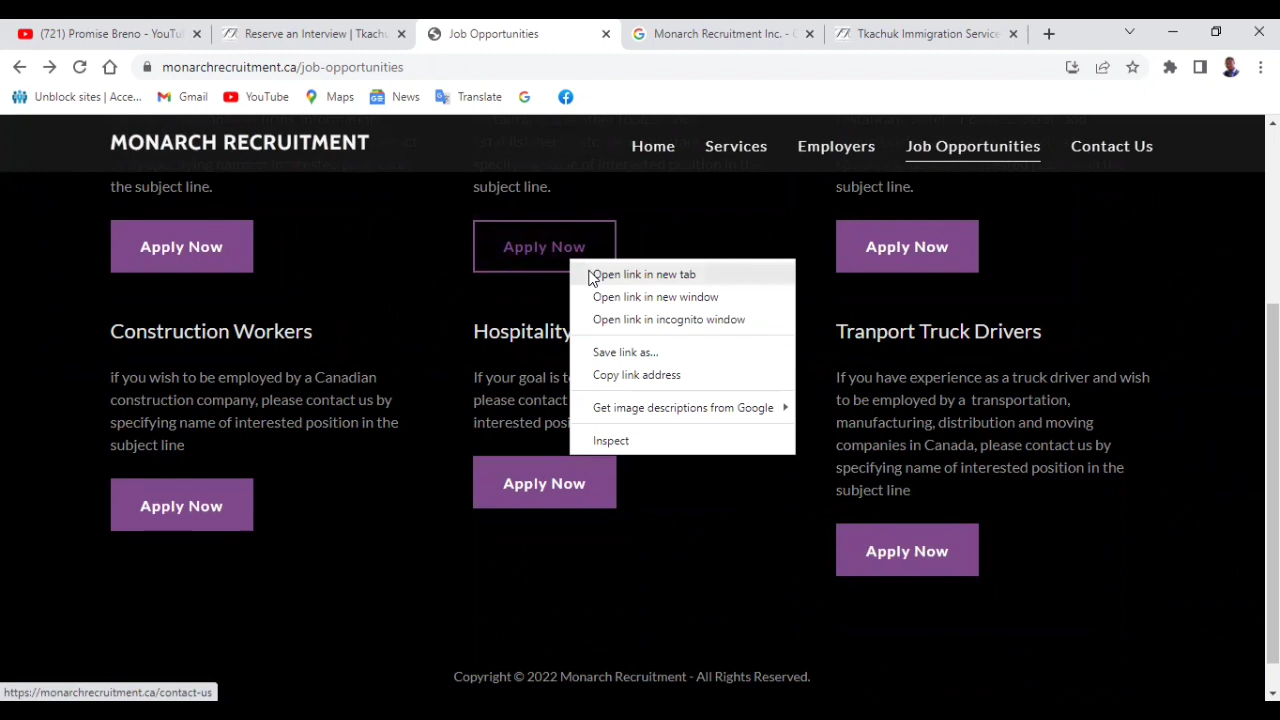 (721) Promise Breno - YouTu
Reserve an Interview | Tkachu
Job Opportunities
Monarch Recruitment Inc. - G
Tkachuk Immigration Service
monarchrecruitment.ca/job-opportunities
Unblock sites | Acce...
Gmail
YouTube
Maps
News
Translate
MONARCH RECRUITMENT
Home
Services
Employers
Job Opportunities
Contact Us
the subject line.
subject line.
subject line.
Apply Now
Apply Now
Apply Now
Open link in new tab
Open link in new window
Open link in incognito window
Save link as...
Copy link address
Get image descriptions from Google
Inspect
Construction Workers
if you wish to be employed by a Canadian
construction company, please contact us by
specifying name of interested position in the
subject line
Apply Now
Hospitality
If your goal is t
please contact
interested posi
Apply Now
Tranport Truck Drivers
If you have experience as a truck driver and wish
to be employed by a transportation,
manufacturing, distribution and moving
companies in Canada, please contact us by
specifying name of interested position in the
subject line
Apply Now
Copyright © 2022 Monarch Recruitment - All Rights Reserved.
https://monarchrecruitment.ca/contact-us